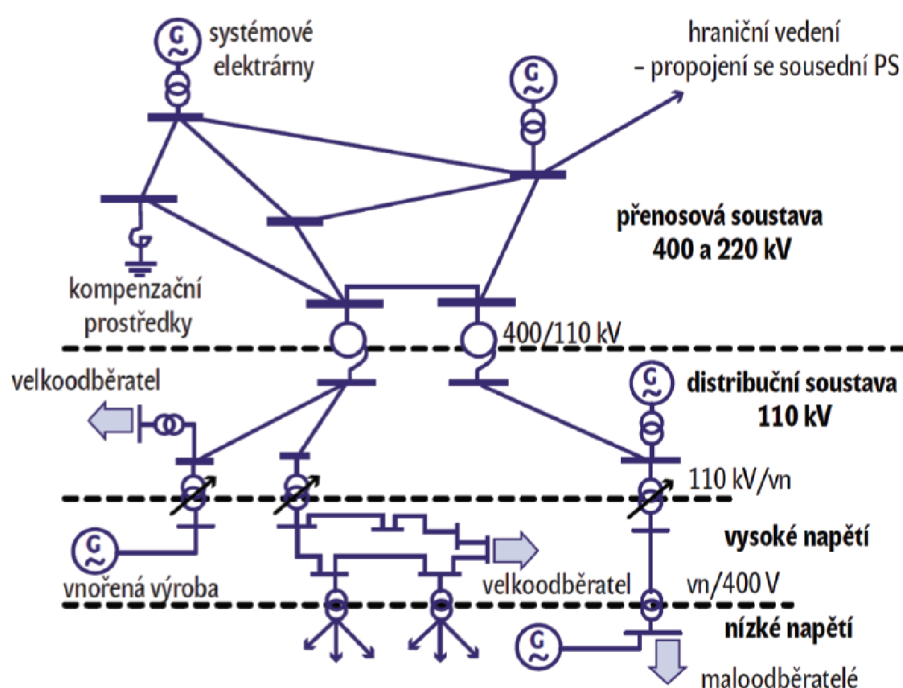 G
~
systémové
elektrárny
G
~
hraniční vedení
– propojení se sousední PS
přenosová soustava
400 a 220 kV
kompenzační
prostředky
400/110 kV
velkoodběratel
G
~
distribuční soustava
110 kV
110 kV/vn
G
~
vnořená výroba
vysoké napětí
velkoodběratel
vn/400 V
nízké napětí
G
~
maloodběratelé